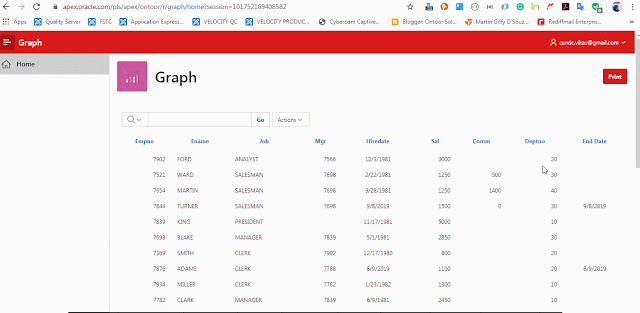 apex.oracle.com/pls/apex/ontoor/r/graph/home?session=101752169408582
Apps Quality Server FSTC Application Express... VELOCITY QC VELOCITY PRODUC... Cyberoam Captive... Blogger: Ontoor Sol... Martin Giffy D'Souz... Rediffmail Enterpris...
Graph candc.vikas@gmail.com
Home
Graph
Print
Go Actions
Empno Ename Job Mgr Hiredate Sal Comm Deptno End Date
7902 FORD ANALYST 7566 12/3/1981 3000 20
7521 WARD SALESMAN 7698 2/22/1981 1250 500 30
7654 MARTIN SALESMAN 7698 9/28/1981 1250 1400 40
7844 TURNER SALESMAN 7698 9/8/2019 1500 0 30 9/8/2019
7839 KING PRESIDENT 11/17/1981 5000 10
7698 BLAKE MANAGER 7839 5/1/1981 2850 30
7369 SMITH CLERK 7902 12/17/1980 800 20
7876 ADAMS CLERK 7788 8/9/2019 1100 20 8/9/2019
7934 MILLER CLERK 7782 1/23/1982 1300 10
7782 CLARK MANAGER 7839 6/9/1981 2450 10